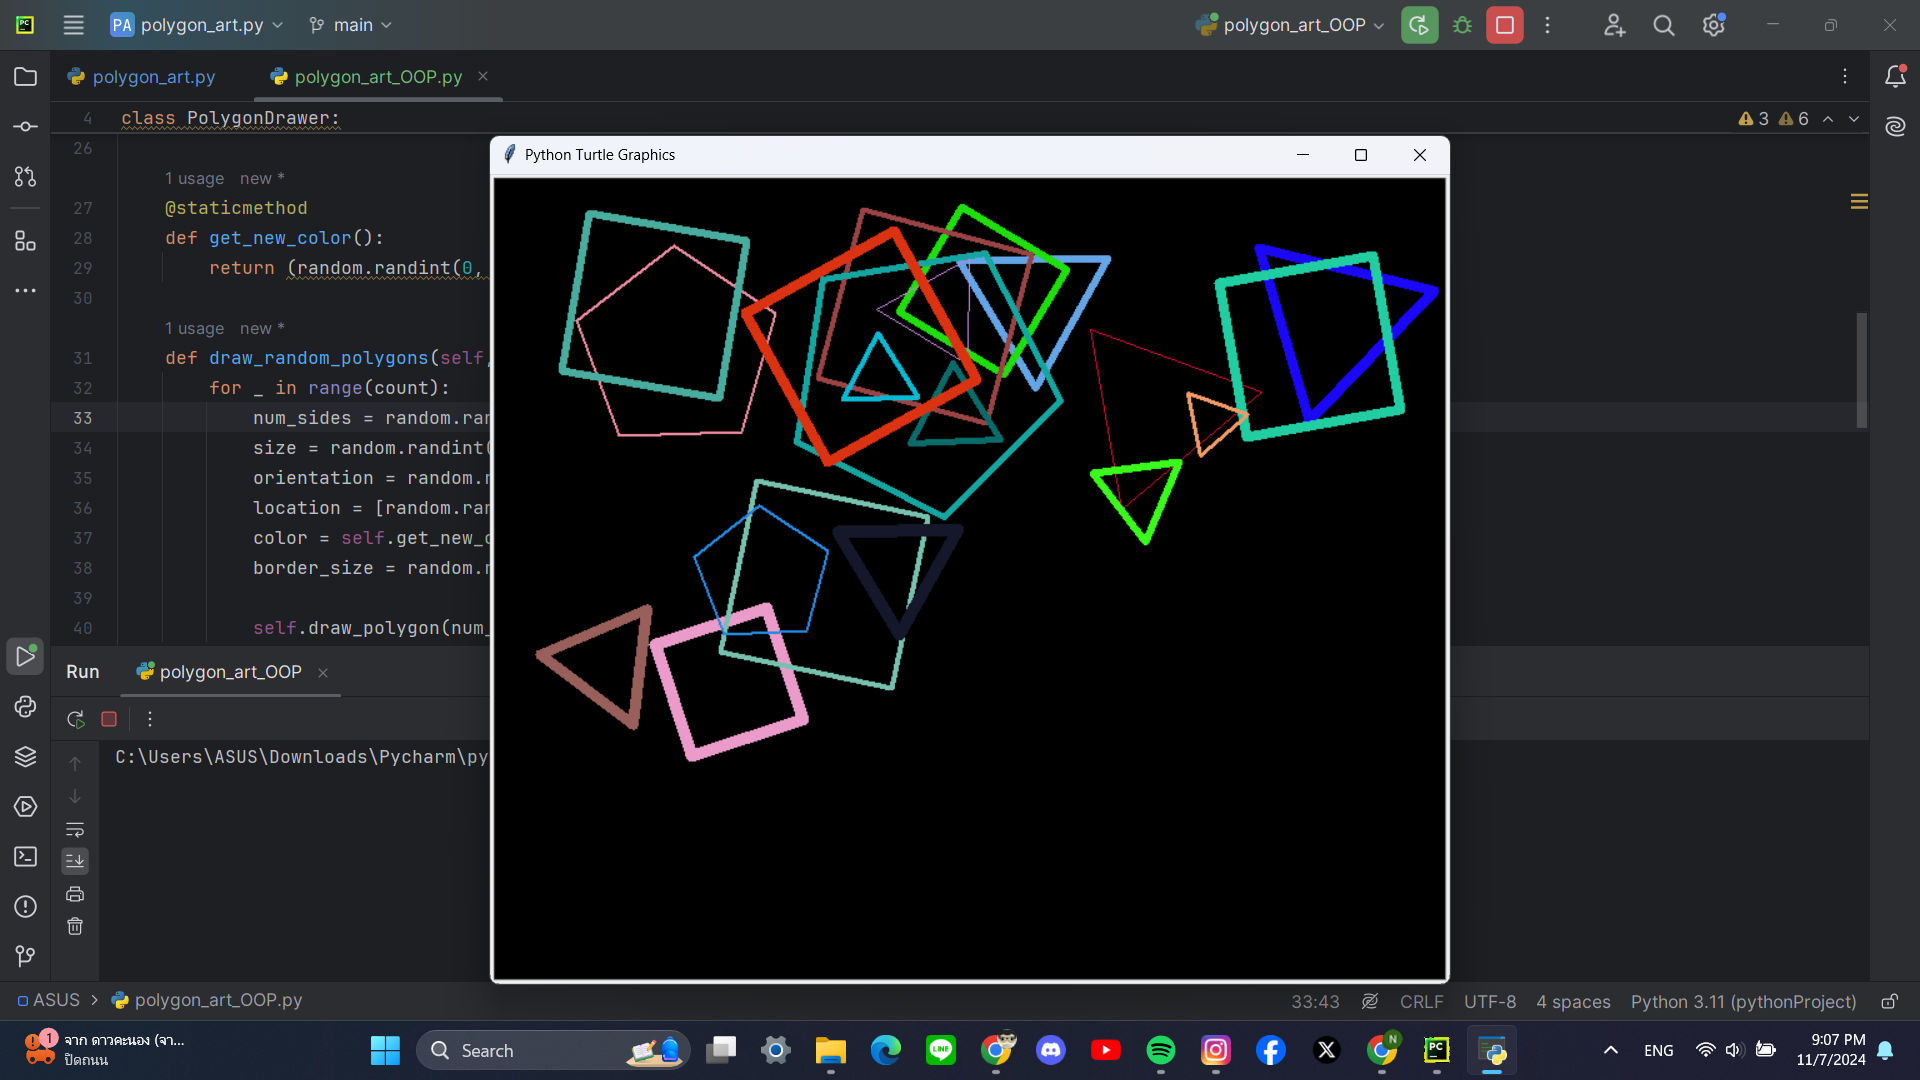 PA polygon_art.py main polygon_art_OOP
polygon_art.py polygon_art_OOP.py
4 class PolygonDrawer: 3 6
26
1 usage new *
27 @staticmethod
28 def get_new_color():
29 return (random.randint(0,
30
1 usage new *
31 def draw_random_polygons(self,
32 for _ in range(count):
33 num_sides = random.ran
34 size = random.randint(
35 orientation = random.r
36 location = [random.ran
37 color = self.get_new_c
38 border_size = random.r
39
40 self.draw_polygon(num_
Python Turtle Graphics
Run polygon_art_OOP
C:\Users\ASUS\Downloads\Pycharm\py
ASUS polygon_art_OOP.py 33:43 CRLF UTF-8 4 spaces Python 3.11 (pythonProject)
1 จาก ดาวคะนอง (จา...
ปิดถนน
Search
LINE
N
PC
ENG
9:07 PM
11/7/2024